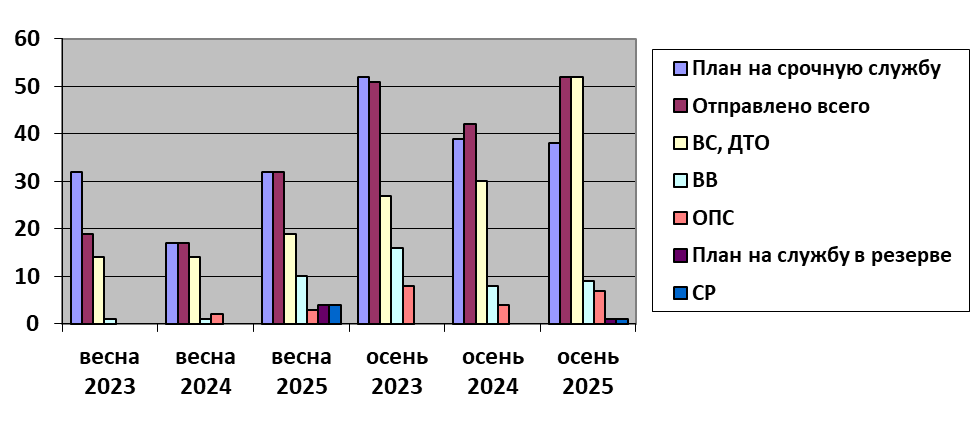 60
50
40
30
20
10
0
весна 2023
весна 2024
весна 2025
осень 2023
осень 2024
осень 2025
План на срочную службу
Отправлено всего
ВС, ДТО
ВВ
ОПС
План на службу в резерве
СР